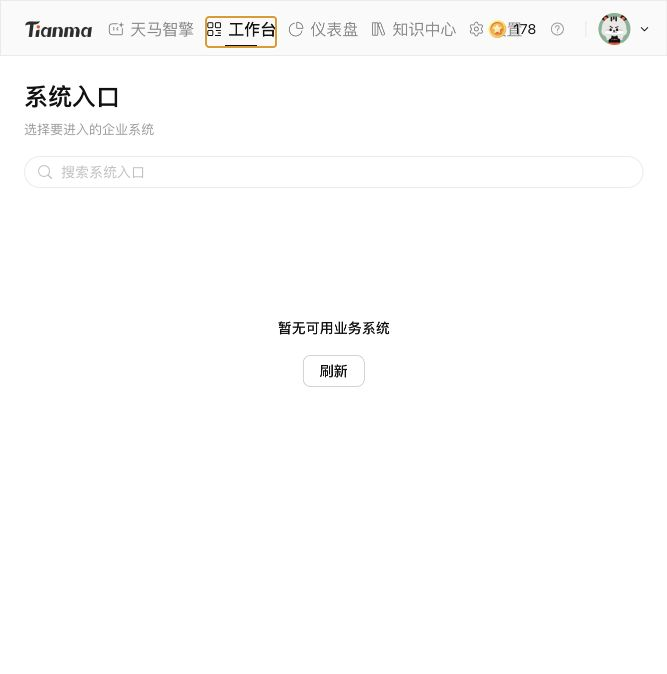 Tianma 天马智擎 工作台 仪表盘 知识中心 置 178
系统入口
选择要进入的企业系统
搜索系统入口
暂无可用业务系统
刷新